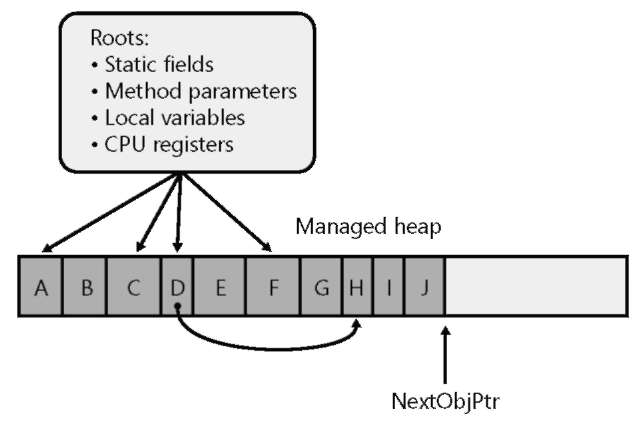 Roots:
• Static fields
• Method parameters
• Local variables
• CPU registers
Managed heap
A B C D E F G H I J
NextObjPtr